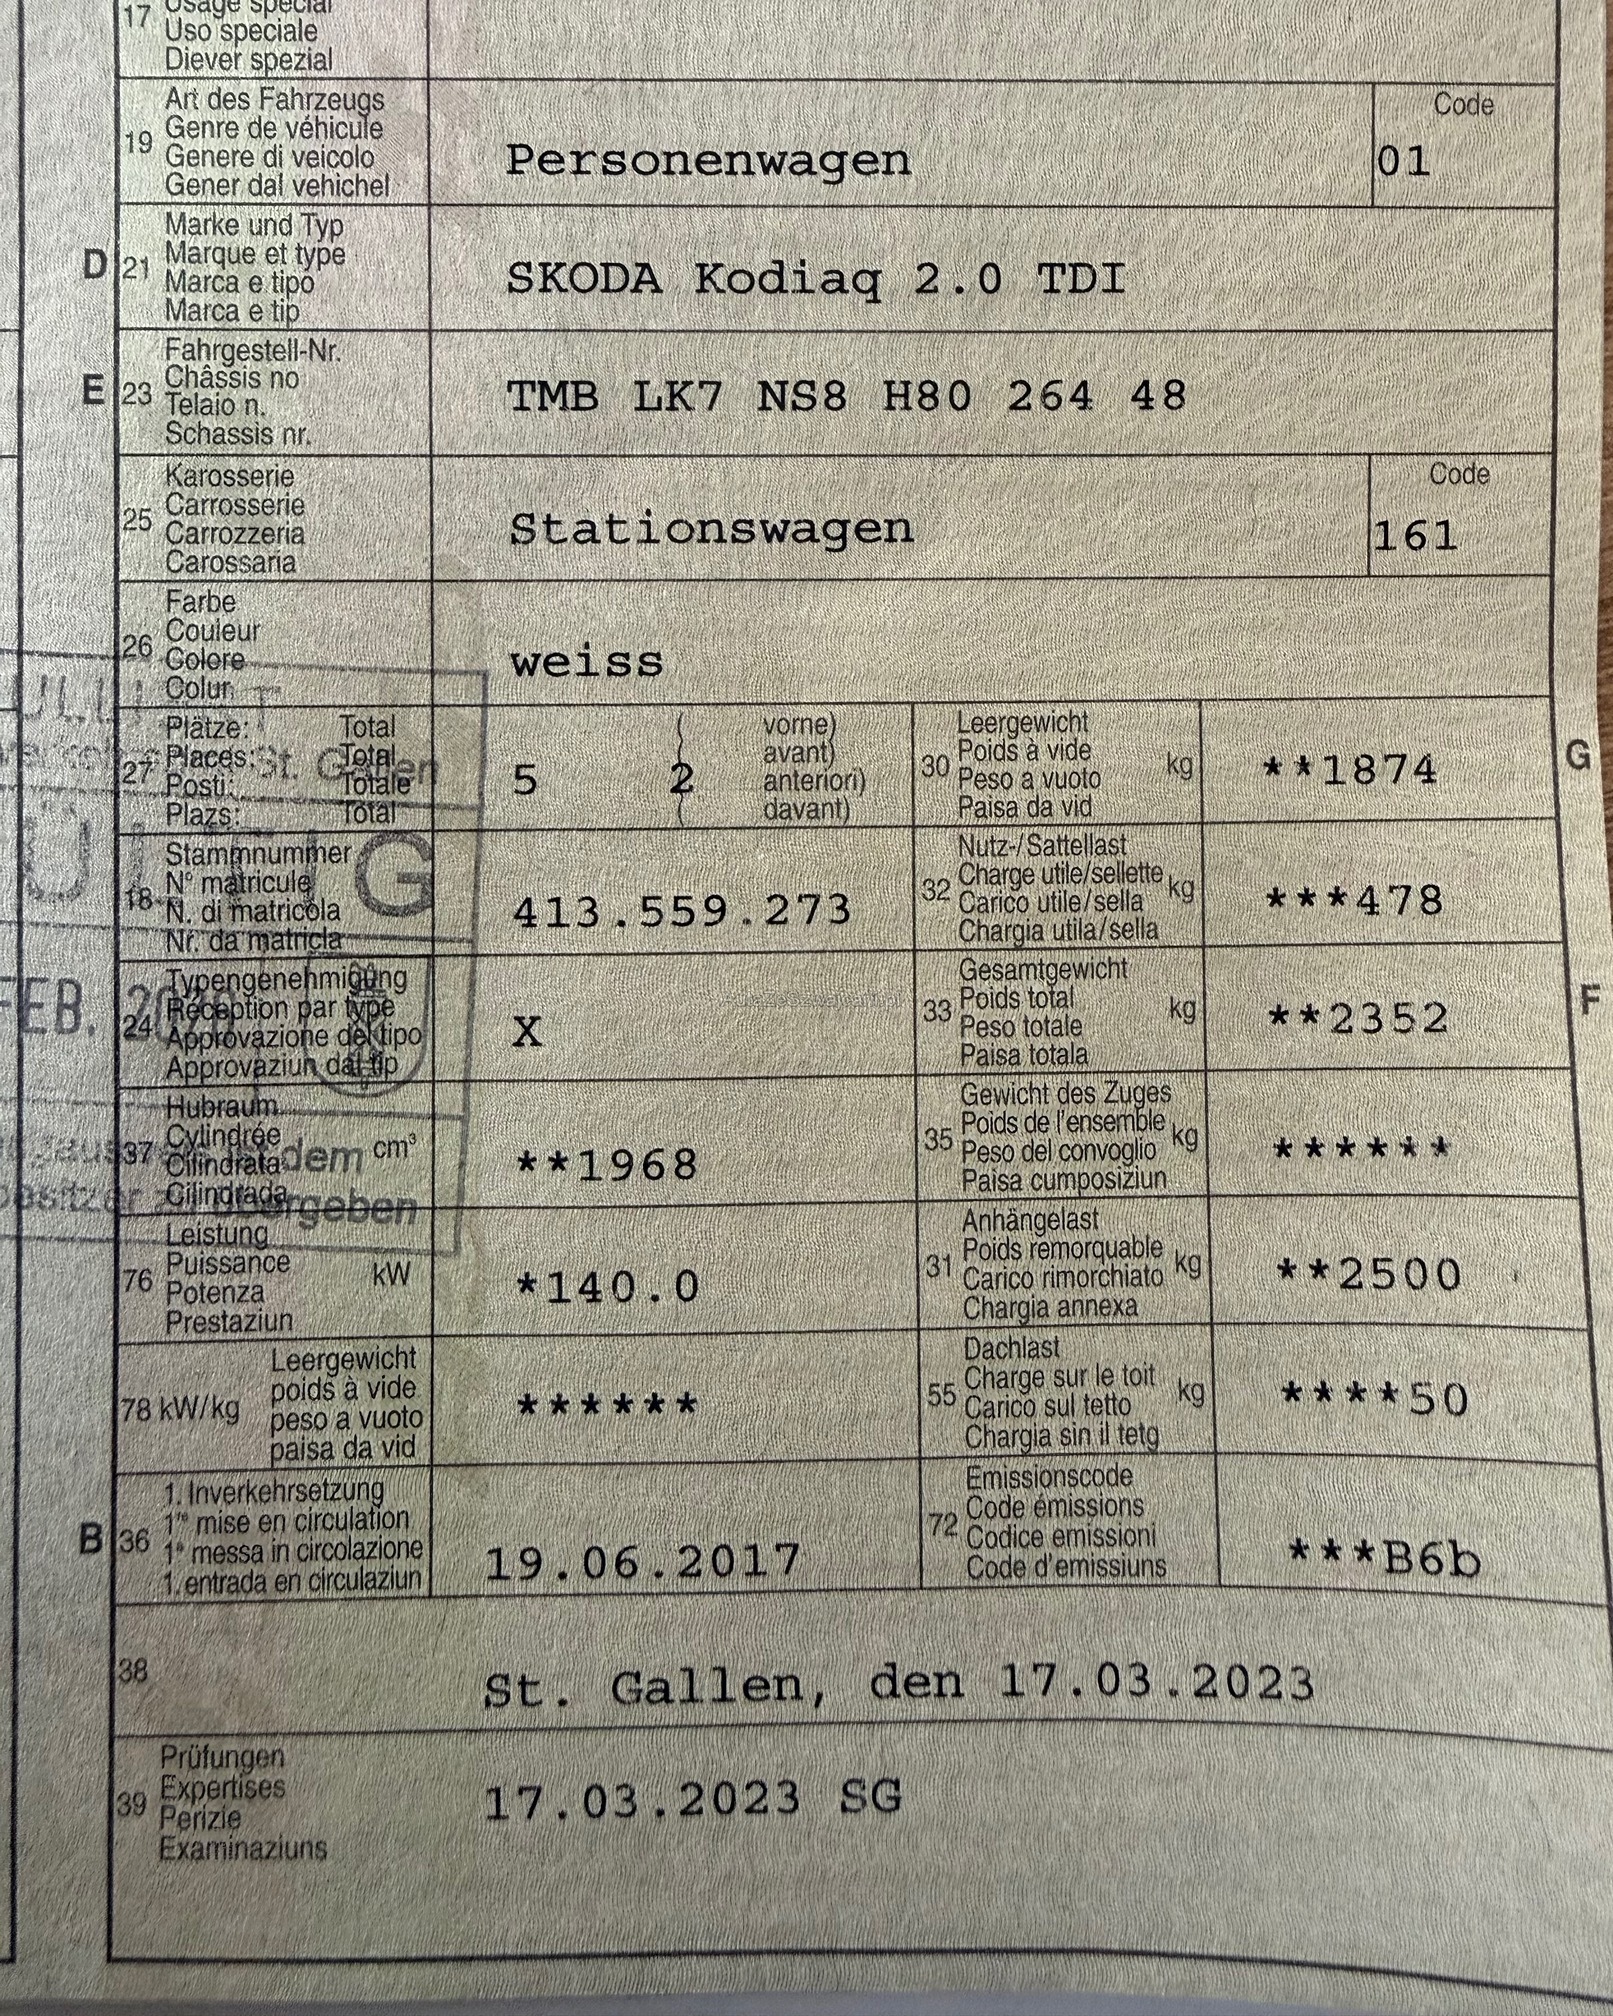 17 Usage spécial
Uso speciale
Diever spezial
19 Art des Fahrzeugs
Genre de véhicule
Genere di veicolo
Gener dal vehichel
Personenwagen
Code
01
D 21 Marke und Typ
Marque et type
Marca e tipo
Marca e tip
SKODA Kodiaq 2.0 TDI
E 23 Fahrgestell-Nr.
Châssis no
Telaio n.
Schassis nr.
TMB LK7 NS8 H80 264 48
25 Karosserie
Carrosserie
Carrozzeria
Carossaria
Stationswagen
Code
161
26 Farbe
Couleur
Colore
Colur
weiss
27 Plätze: Total
Places: Total
Posti: Totale
Plazs: Total
5 ( 2 (
vorne)
avant)
anteriori)
davant)
30 Leergewicht
Poids à vide kg
Peso a vuoto
Paisa da vid
**1874
G
18 Stammnummer
N° matricule
N. di matricola
Nr. da matricla
413.559.273
32 Nutz-/Sattellast
Charge utile/sellette kg
Carico utile/sella
Chargia utila/sella
***478
24 Typengenehmigung
Réception par type
Approvazione del tipo
Approvaziun dal tip
X
33 Gesamtgewicht
Poids total kg
Peso totale
Paisa totala
**2352
F
37 Hubraum
Cylindrée cm³
Cilindrata
Cilindrada
**1968
35 Gewicht des Zuges
Poids de l'ensemble kg
Peso del convoglio
Paisa cumposiziun
******
76 Leistung
Puissance kW
Potenza
Prestaziun
*140.0
31 Anhängelast
Poids remorquable kg
Carico rimorchiato
Chargia annexa
**2500
78 kW/kg
Leergewicht
poids à vide
peso a vuoto
paisa da vid
******
55 Dachlast
Charge sur le toit kg
Carico sul tetto
Chargia sin il tetg
****50
B 36 1. Inverkehrsetzung
1re mise en circulation
1a messa in circolazione
1. entrada en circulaziun
19.06.2017
72 Emissionscode
Code émissions
Codice emissioni
Code d'emissiuns
***B6b
38
St. Gallen, den 17.03.2023
39 Prüfungen
Expertises
Perizie
Examinaziuns
17.03.2023 SG
St. Gallen
FEB.
dem